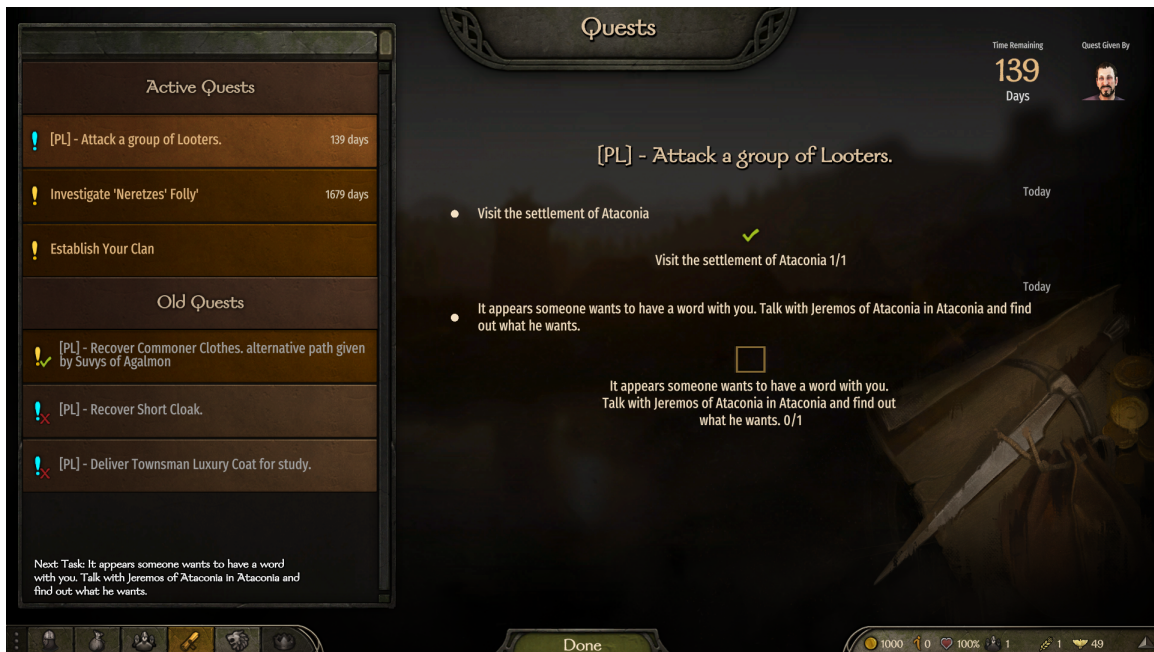 Quests
Time Remaining
139
Days
Quest Given By
Active Quests
[PL] - Attack a group of Looters.
139 days
Investigate 'Neretzes' Folly'
1679 days
Establish Your Clan
Old Quests
[PL] - Recover Commoner Clothes. alternative path given
by Suvys of Agalmon
[PL] - Recover Short Cloak.
[PL] - Deliver Townsman Luxury Coat for study.
Next Task: It appears someone wants to have a word
with you. Talk with Jeremos of Ataconia in Ataconia and
find out what he wants.
[PL] - Attack a group of Looters.
Today
Visit the settlement of Ataconia
Visit the settlement of Ataconia 1/1
Today
It appears someone wants to have a word with you. Talk with Jeremos of Ataconia in Ataconia and find
out what he wants.
It appears someone wants to have a word with you.
Talk with Jeremos of Ataconia in Ataconia and find out
what he wants. 0/1
Done
1000 0 100% 1 1 49